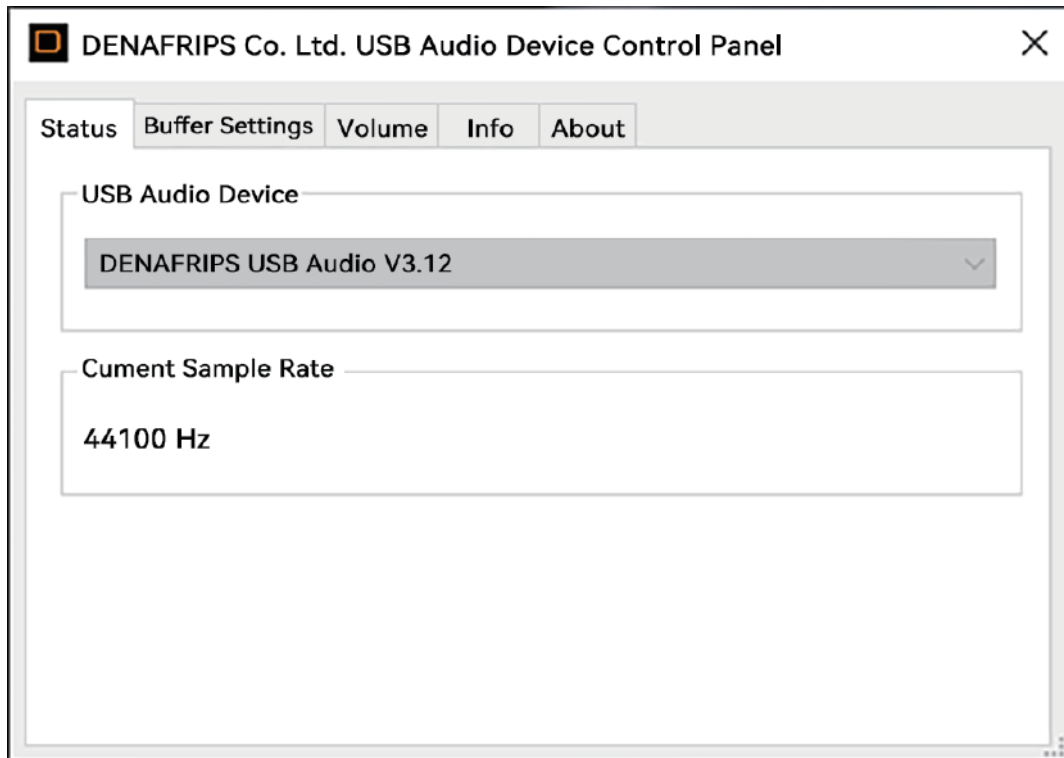 DENAFRIPS Co. Ltd. USB Audio Device Control Panel
Status Buffer Settings Volume Info About
USB Audio Device
DENAFRIPS USB Audio V3.12
Cument Sample Rate
44100 Hz